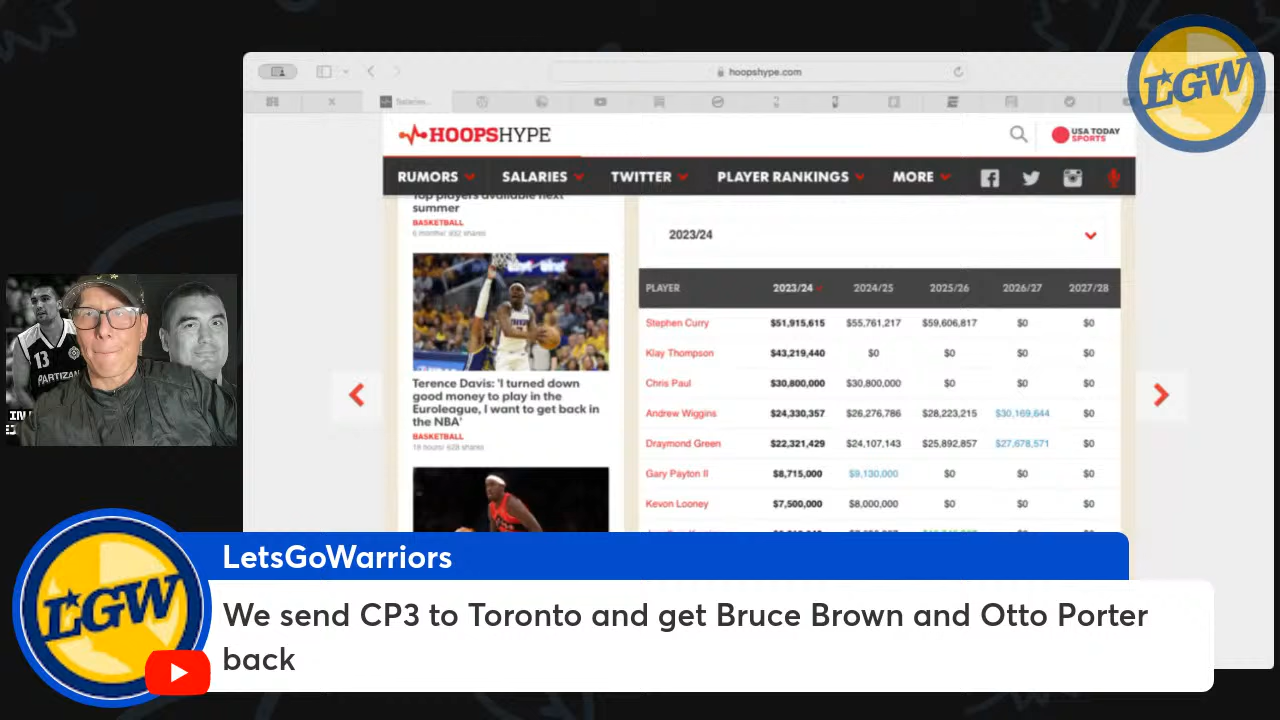 hoopshype.com
LGW
HOOPSHYPE
USA TODAY
SPORTS
RUMORS
SALARIES
TWITTER
PLAYER RANKINGS
MORE
Top players available next
summer
BASKETBALL
Terence Davis: 'I turned down
good money to play in the
Euroleague, I want to get back in
the NBA'
BASKETBALL
2023/24
PLAYER 2023/24 2024/25 2025/26 2026/27 2027/28
Stephen Curry $51,915,615 $55,761,217 $59,606,817 $0 $0
Klay Thompson $43,219,440 $0 $0 $0 $0
Chris Paul $30,800,000 $30,800,000 $0 $0 $0
Andrew Wiggins $24,330,357 $26,276,786 $28,223,215 $30,169,644 $0
Draymond Green $22,321,429 $24,107,143 $25,892,857 $27,678,571 $0
Gary Payton II $8,715,000 $9,130,000 $0 $0 $0
Kevon Looney $7,500,000 $8,000,000 $0 $0 $0
13
PARTIZAN
LGW
LetsGoWarriors
We send CP3 to Toronto and get Bruce Brown and Otto Porter
back